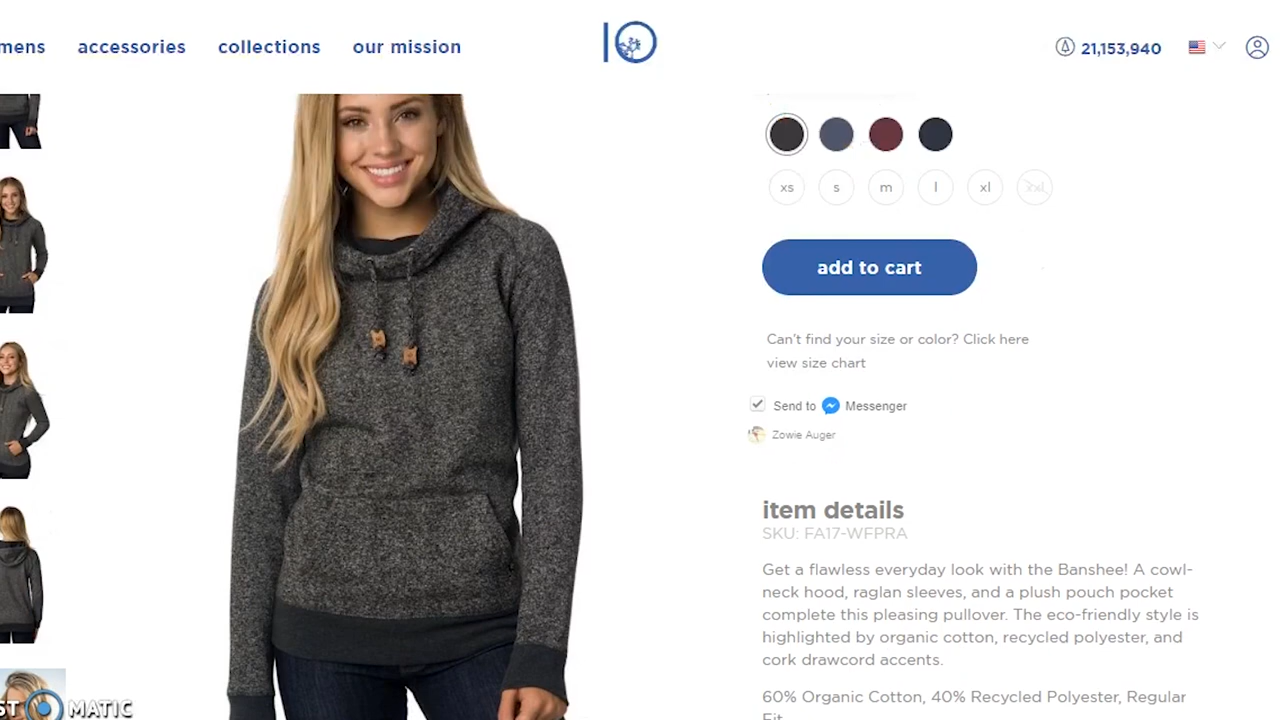 mens accessories collections our mission
IO
21,153,940
xs s m l xl xxl
add to cart
Can't find your size or color? Click here
view size chart
Send to Messenger
Zowie Auger
item details
SKU: FA17-WFPRA
Get a flawless everyday look with the Banshee! A cowl-
neck hood, raglan sleeves, and a plush pouch pocket
complete this pleasing pullover. The eco-friendly style is
highlighted by organic cotton, recycled polyester, and
cork drawcord accents.
60% Organic Cotton, 40% Recycled Polyester, Regular
Fit
ST MATIC